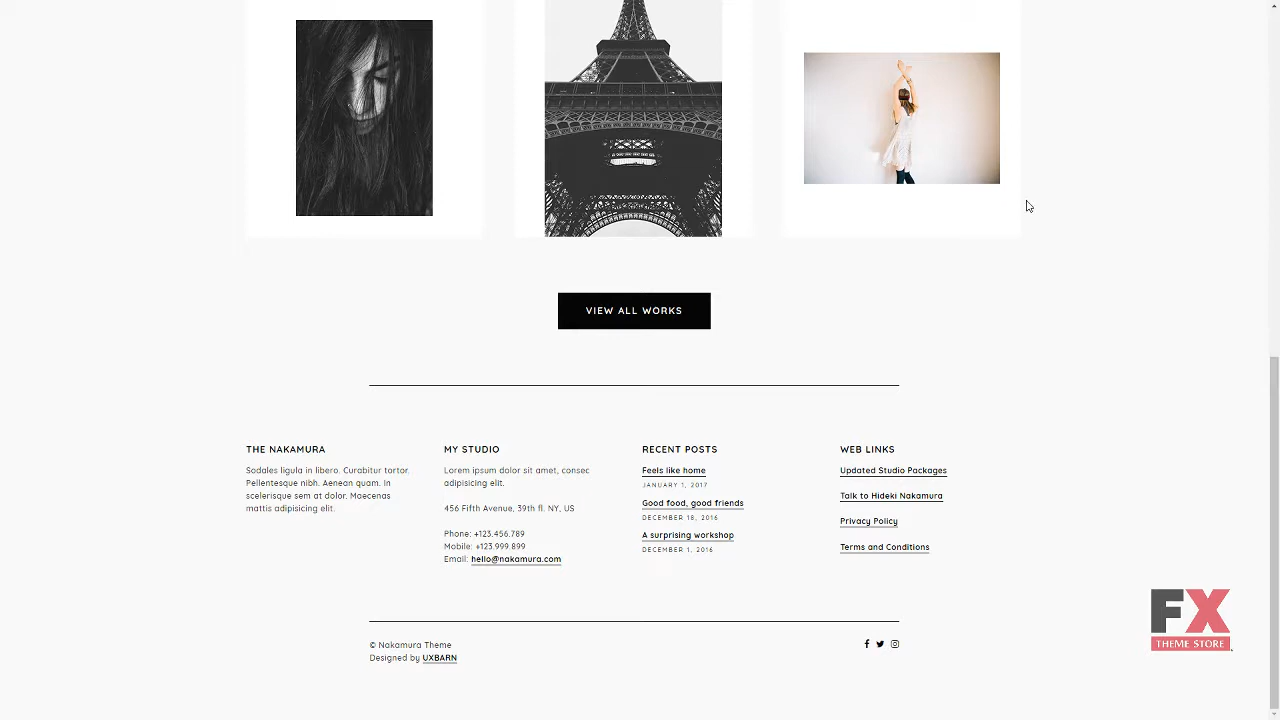 VIEW ALL WORKS
THE NAKAMURA
Sodales ligula in libero. Curabitur tortor.
Pellentesque nibh. Aenean quam. In
scelerisque sem at dolor. Maecenas
mattis adipisicing elit.
MY STUDIO
Lorem ipsum dolor sit amet, consec
adipisicing elit.
456 Fifth Avenue, 39th fl. NY, US
Phone: +123.456.789
Mobile: +123.999.899
Email: hello@nakamura.com
RECENT POSTS
Feels like home
JANUARY 1, 2017
Good food, good friends
DECEMBER 18, 2016
A surprising workshop
DECEMBER 1, 2016
WEB LINKS
Updated Studio Packages
Talk to Hideki Nakamura
Privacy Policy
Terms and Conditions
© Nakamura Theme
Designed by UXBARN
FX
THEME STORE